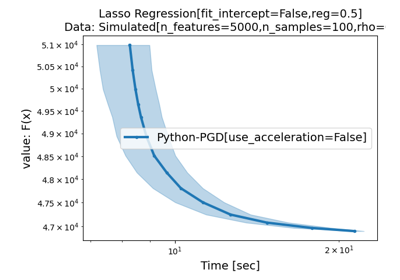 Lasso Regression[fit_intercept=False,reg=0.5]
Data: Simulated[n_features=5000,n_samples=100,rho=
5.1 × 10⁴
5.05 × 10⁴
5 × 10⁴
4.95 × 10⁴
4.9 × 10⁴
4.85 × 10⁴
4.8 × 10⁴
4.75 × 10⁴
4.7 × 10⁴
value: F(x)
Python-PGD[use_acceleration=False]
10¹
2 × 10¹
Time [sec]